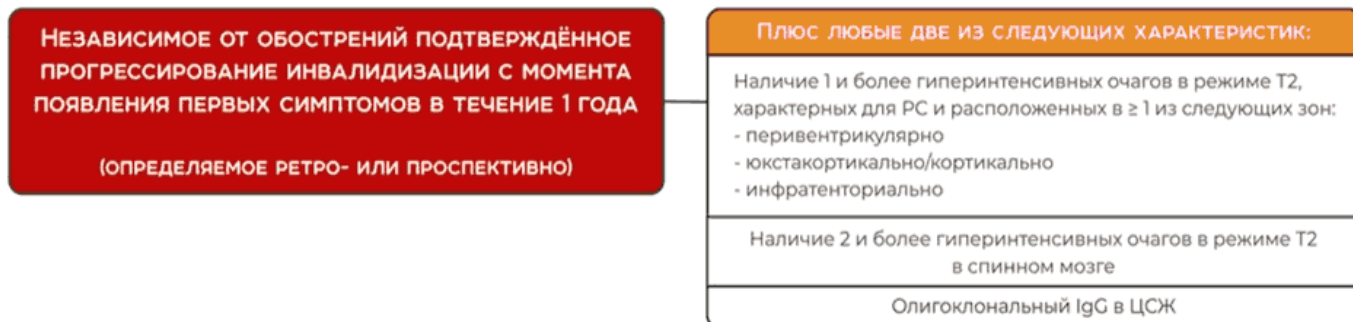 Независимое от обострений подтверждённое
прогрессирование инвалидизации с момента
появления первых симптомов в течение 1 года
(определяемое ретро- или проспективно)
Плюс любые две из следующих характеристик:
Наличие 1 и более гиперинтенсивных очагов в режиме Т2,
характерных для РС и расположенных в ≥ 1 из следующих зон:
- перивентрикулярно
- юкстакортикально/кортикально
- инфратенториально
Наличие 2 и более гиперинтенсивных очагов в режиме Т2
в спинном мозге
Олигоклональный IgG в ЦСЖ